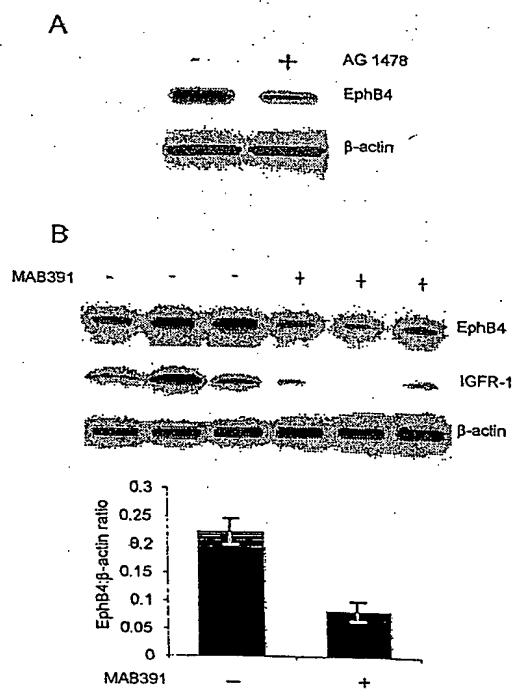 A
- + AG 1478
EphB4
β-actin
B
MAB391 - - - + + +
EphB4
IGFR-1
β-actin
EphB4:β-actin ratio
0.3
0.25
0.2
0.15
0.1
0.05
0
MAB391 - +